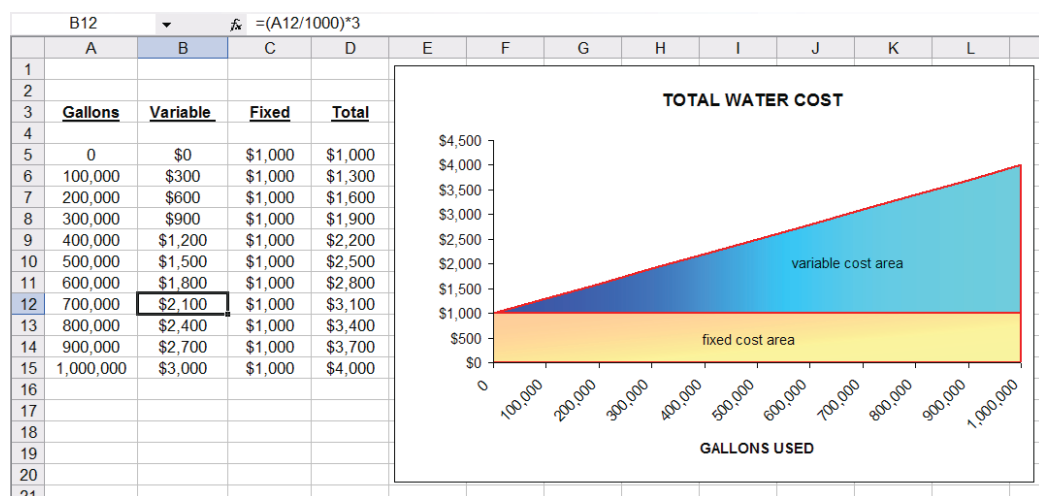 B12 fx =(A12/1000)*3
A B C D E F G H I J K L
1
2
3 Gallons Variable Fixed Total
4
5 0 $0 $1,000 $1,000
6 100,000 $300 $1,000 $1,300
7 200,000 $600 $1,000 $1,600
8 300,000 $900 $1,000 $1,900
9 400,000 $1,200 $1,000 $2,200
10 500,000 $1,500 $1,000 $2,500
11 600,000 $1,800 $1,000 $2,800
12 700,000 $2,100 $1,000 $3,100
13 800,000 $2,400 $1,000 $3,400
14 900,000 $2,700 $1,000 $3,700
15 1,000,000 $3,000 $1,000 $4,000
16
17
18
19
20
21
TOTAL WATER COST
$4,500
$4,000
$3,500
$3,000
$2,500
$2,000
$1,500
$1,000
$500
$0
variable cost area
fixed cost area
0 100,000 200,000 300,000 400,000 500,000 600,000 700,000 800,000 900,000 1,000,000
GALLONS USED